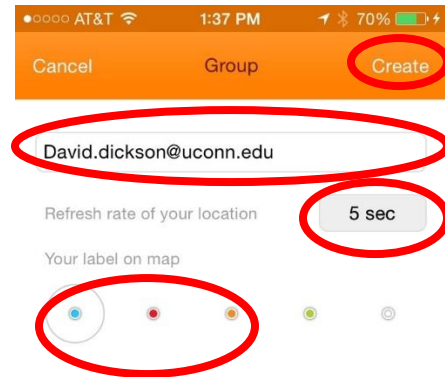 ●○○○○ AT&T 1:37 PM 70%
Cancel Group Create
David.dickson@uconn.edu
Refresh rate of your location 5 sec
Your label on map